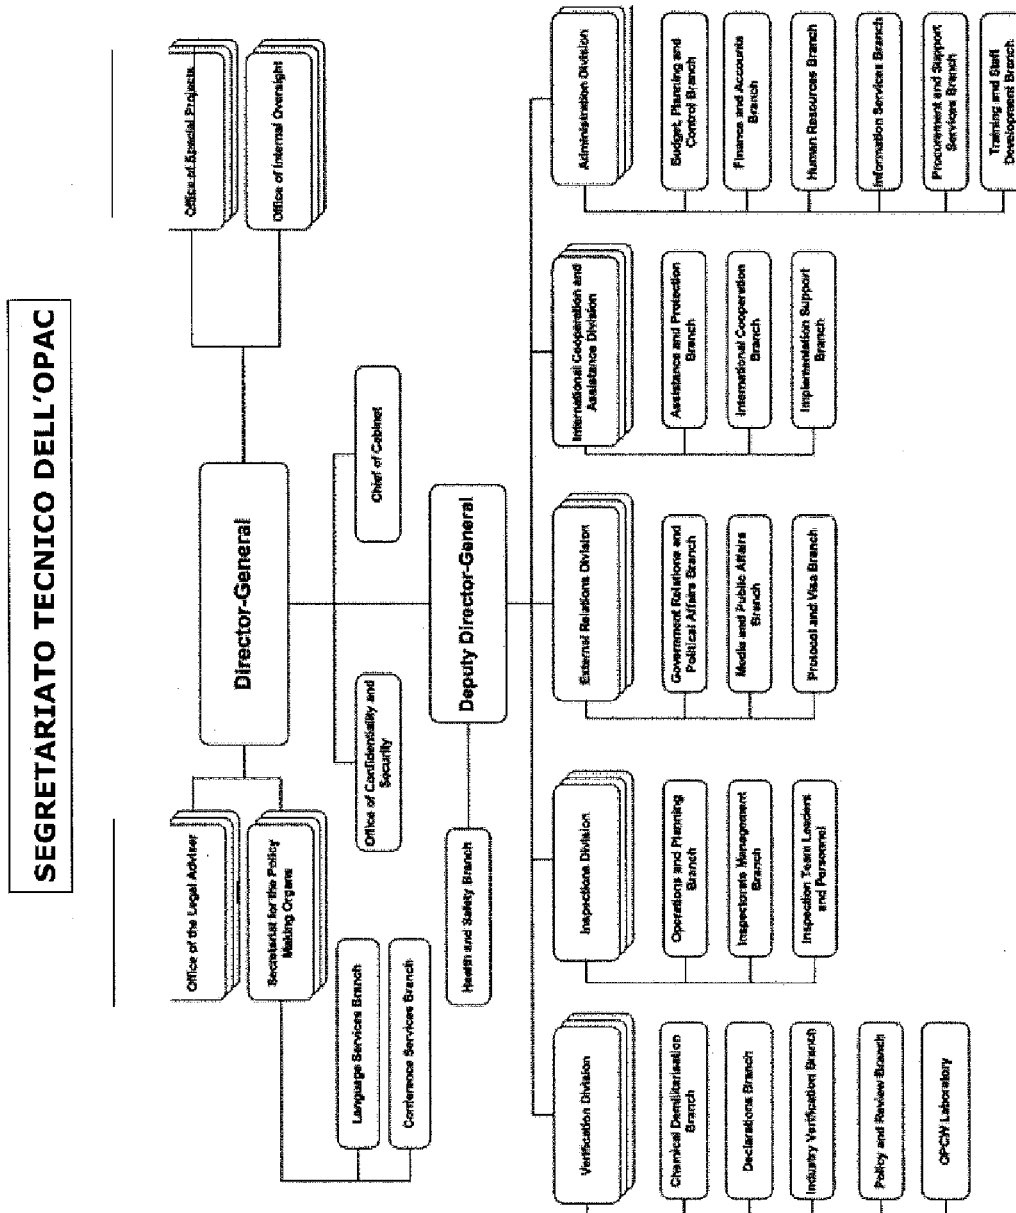 SEGRETARIATO TECNICO DELL'OPAC
Office of the Legal Adviser
Secretariat for the Policy
Making Organs
Language Services Branch
Conference Services Branch
Director-General
Office of Special Projects
Office of Internal Oversight
Office of Confidentiality and
Security
Chief of Cabinet
Deputy Director-General
Health and Safety Branch
Verification Division
Chemical Demilitarisation
Branch
Declarations Branch
Industry Verification Branch
Policy and Review Branch
OPCW Laboratory
Inspections Division
Operations and Planning
Branch
Inspectorate Management
Branch
Inspection Team Leaders
and Personnel
External Relations Division
Government Relations and
Political Affairs Branch
Media and Public Affairs
Branch
Protocol and Visa Branch
International Cooperation and
Assistance Division
Assistance and Protection
Branch
International Cooperation
Branch
Implementation Support
Branch
Administration Division
Budget, Planning and
Control Branch
Finance and Accounts
Branch
Human Resources Branch
Information Services Branch
Procurement and Support
Services Branch
Training and Staff
Development Branch